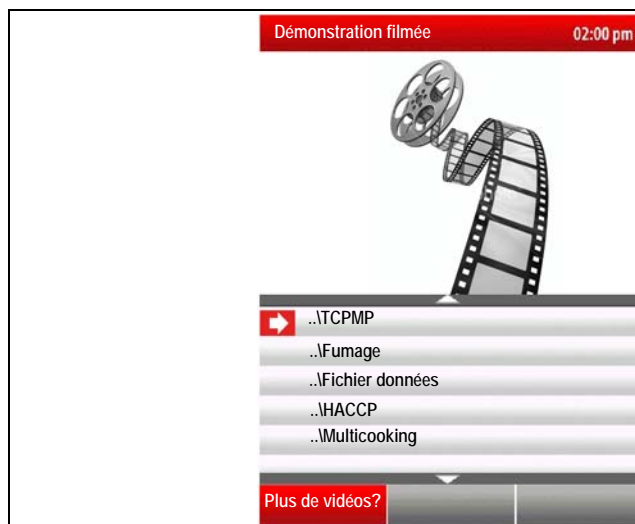 Démonstration filmée 02:00 pm
..\TCPMP
..\Fumage
..\Fichier données
..\HACCP
..\Multicooking
Plus de vidéos?